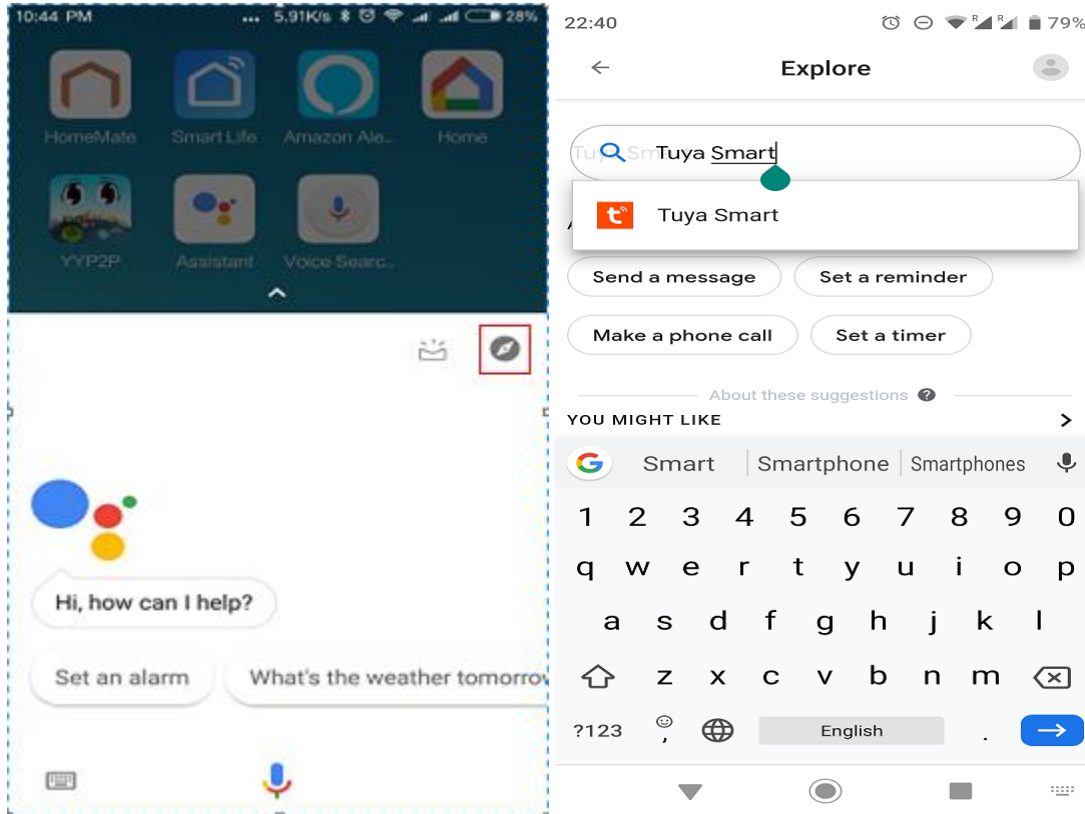 10:44 PM ... 5.91K/s 28%
HomeMate Smart Life Amazon Ale.. Home
YYP2P Assistant Voice Searc..
Hi, how can I help?
Set an alarm What's the weather tomorrow
22:40 R R 79%
Explore
Tuya Smart
Tuya Smart
Send a message Set a reminder
Make a phone call Set a timer
About these suggestions ?
YOU MIGHT LIKE
G Smart Smartphone Smartphones
1 2 3 4 5 6 7 8 9 0
q w e r t y u i o p
a s d f g h j k l
z x c v b n m
?123 , English .